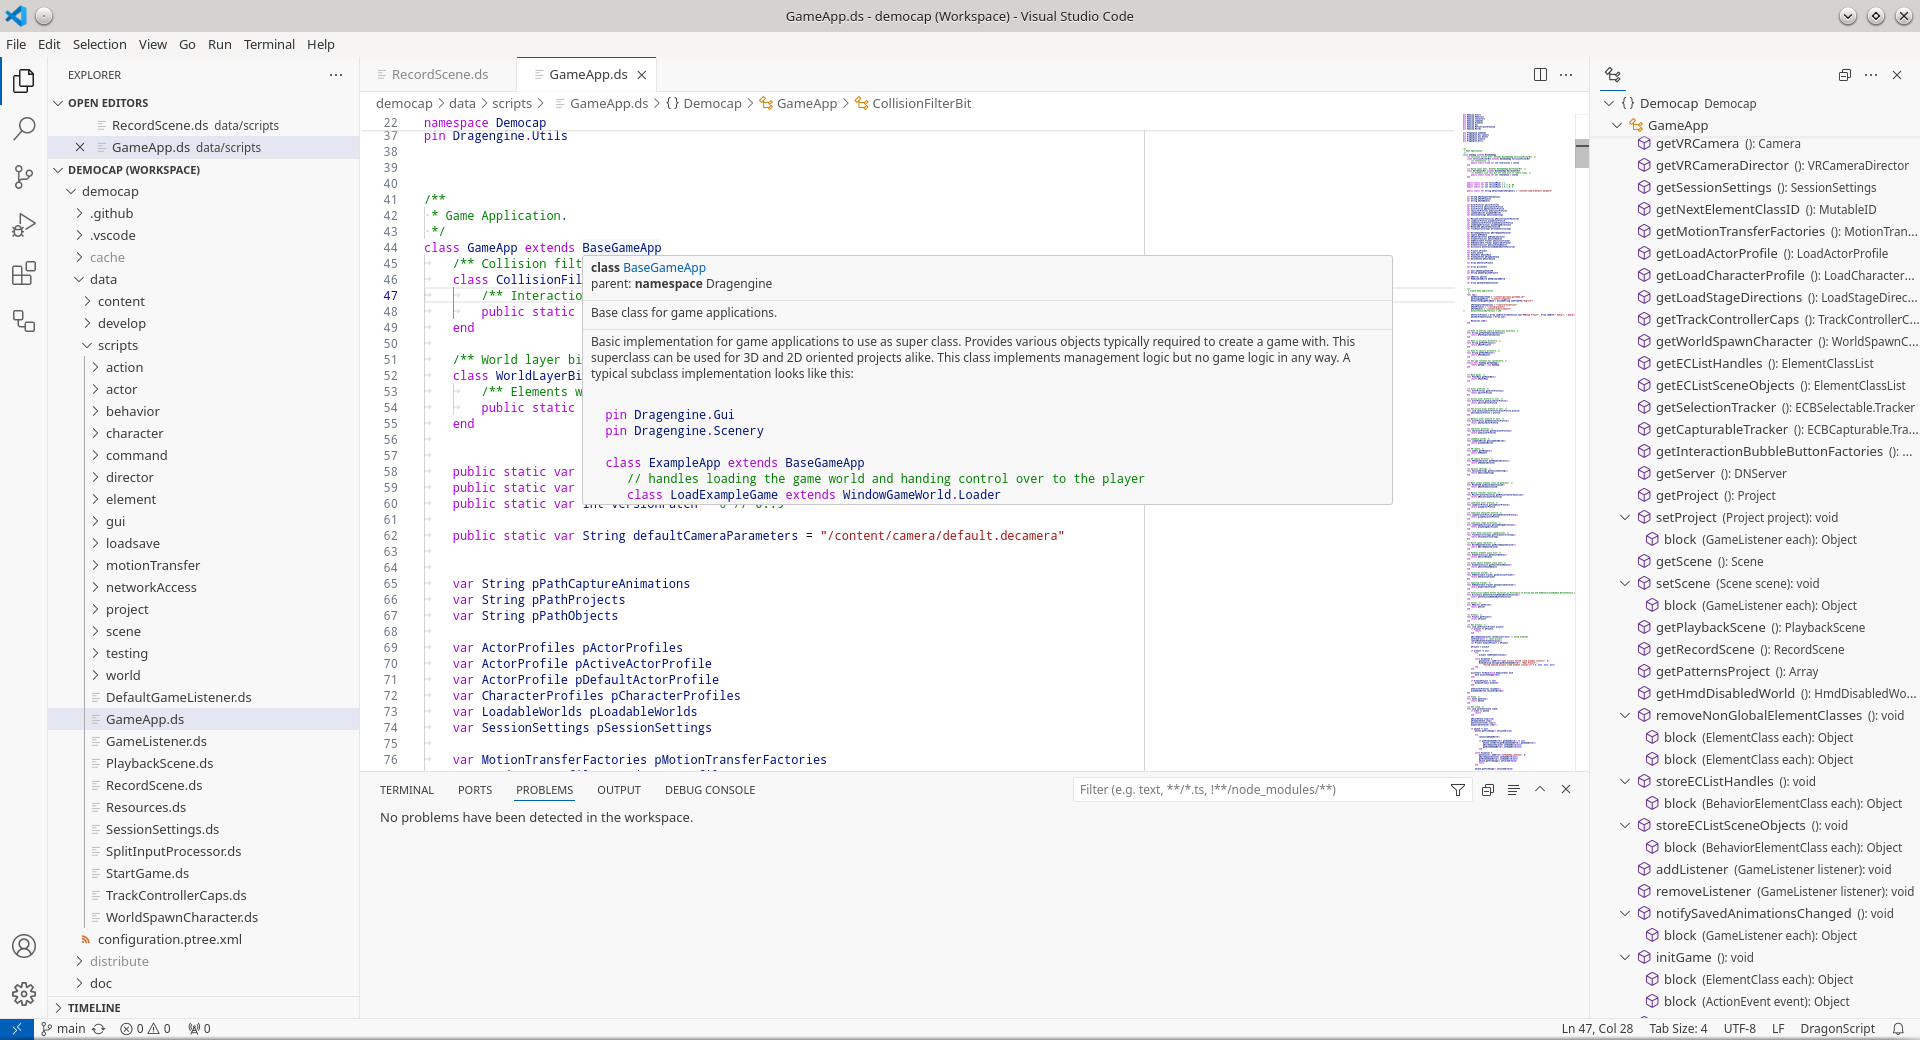 GameApp.ds - democap (Workspace) - Visual Studio Code
File Edit Selection View Go Run Terminal Help
EXPLORER
OPEN EDITORS
RecordScene.ds data/scripts
GameApp.ds data/scripts
DEMOCAP (WORKSPACE)
democap
.github
.vscode
cache
data
content
develop
scripts
action
actor
behavior
character
command
director
element
gui
loadsave
motionTransfer
networkAccess
project
scene
testing
world
DefaultGameListener.ds
GameApp.ds
GameListener.ds
PlaybackScene.ds
RecordScene.ds
Resources.ds
SessionSettings.ds
SplitInputProcessor.ds
StartGame.ds
TrackControllerCaps.ds
WorldSpawnCharacter.ds
configuration.ptree.xml
distribute
doc
TIMELINE
RecordScene.ds GameApp.ds
democap > data > scripts > GameApp.ds > {} Democap > GameApp > CollisionFilterBit
22 namespace Democap
37 pin Dragengine.Utils
38
39
40
41 /**
42 * Game Application.
43 */
44 class GameApp extends BaseGameApp
45 /** Collision filt
46 class CollisionFil
47 /** Interactio
48 public static
49 end
50
51 /** World layer bi
52 class WorldLayerBi
53 /** Elements w
54 public static
55 end
56
57
58 public static var
59 public static var
60 public static var int versionPatch = 0 // 0..9
61
62 public static var String defaultCameraParameters = "/content/camera/default.decamera"
63
64
65 var String pPathCaptureAnimations
66 var String pPathProjects
67 var String pPathObjects
68
69 var ActorProfiles pActorProfiles
70 var ActorProfile pActiveActorProfile
71 var ActorProfile pDefaultActorProfile
72 var CharacterProfiles pCharacterProfiles
73 var LoadableWorlds pLoadableWorlds
74 var SessionSettings pSessionSettings
75
76 var MotionTransferFactories pMotionTransferFactories
class BaseGameApp
parent: namespace Dragengine
Base class for game applications.
Basic implementation for game applications to use as super class. Provides various objects typically required to create a game with. This
superclass can be used for 3D and 2D oriented projects alike. This class implements management logic but no game logic in any way. A
typical subclass implementation looks like this:
pin Dragengine.Gui
pin Dragengine.Scenery
class ExampleApp extends BaseGameApp
// handles loading the game world and handing control over to the player
class LoadExampleGame extends WindowGameWorld.Loader
TERMINAL PORTS PROBLEMS OUTPUT DEBUG CONSOLE
Filter (e.g. text, **/*.ts, !**/node_modules/**)
No problems have been detected in the workspace.
{} Democap Democap
GameApp
getVRCamera (): Camera
getVRCameraDirector (): VRCameraDirector
getSessionSettings (): SessionSettings
getNextElementClassID (): MutableID
getMotionTransferFactories (): MotionTran...
getLoadActorProfile (): LoadActorProfile
getLoadCharacterProfile (): LoadCharacter...
getLoadStageDirections (): LoadStageDirec...
getTrackControllerCaps (): TrackControllerC...
getWorldSpawnCharacter (): WorldSpawnC...
getECListHandles (): ElementClassList
getECListSceneObjects (): ElementClassList
getSelectionTracker (): ECBSelectable.Tracker
getCapturableTracker (): ECBCapturable.Tra...
getInteractionBubbleButtonFactories (): ...
getServer (): DNServer
getProject (): Project
setProject (Project project): void
block (GameListener each): Object
getScene (): Scene
setScene (Scene scene): void
block (GameListener each): Object
getPlaybackScene (): PlaybackScene
getRecordScene (): RecordScene
getPatternsProject (): Array
getHmdDisabledWorld (): HmdDisabledWo...
removeNonGlobalElementClasses (): void
block (ElementClass each): Object
block (ElementClass each): Object
storeECListHandles (): void
block (BehaviorElementClass each): Object
storeECListSceneObjects (): void
block (BehaviorElementClass each): Object
addListener (GameListener listener): void
removeListener (GameListener listener): void
notifySavedAnimationsChanged (): void
block (GameListener each): Object
initGame (): void
block (ElementClass each): Object
block (ActionEvent event): Object
main 0 0 0 Ln 47, Col 28 Tab Size: 4 UTF-8 LF DragonScript